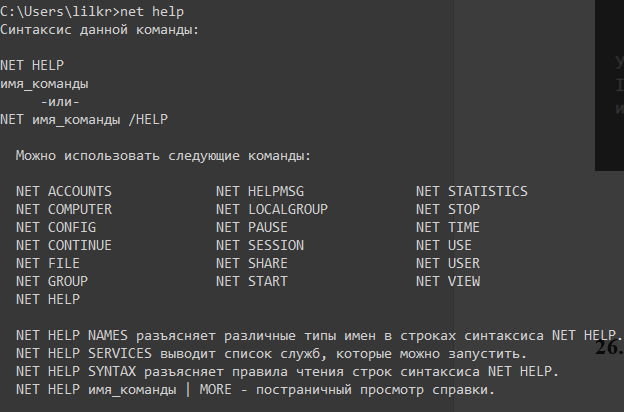 C:\Users\lilkr>net help
Синтаксис данной команды:
NET HELP
имя_команды
-или-
NET имя_команды /HELP
Можно использовать следующие команды:
NET ACCOUNTS NET HELPMSG NET STATISTICS
NET COMPUTER NET LOCALGROUP NET STOP
NET CONFIG NET PAUSE NET TIME
NET CONTINUE NET SESSION NET USE
NET FILE NET SHARE NET USER
NET GROUP NET START NET VIEW
NET HELP
NET HELP NAMES разъясняет различные типы имен в строках синтаксиса NET HELP.
NET HELP SERVICES выводит список служб, которые можно запустить.
26.
NET HELP SYNTAX разъясняет правила чтения строк синтаксиса NET HELP.
NET HELP имя_команды | MORE - постраничный просмотр справки.